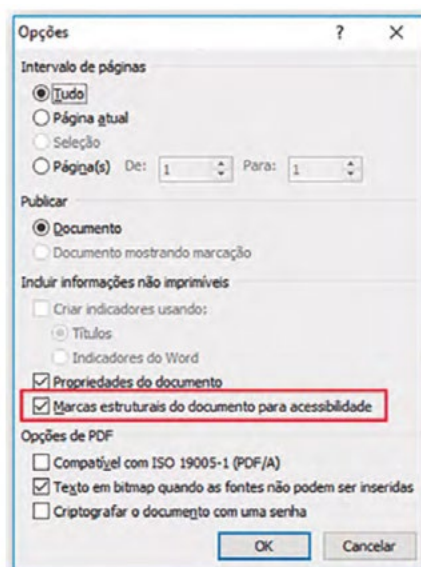 Opções ? ×
Intervalo de páginas
Tudo
Página atual
Seleção
Página(s) De: 1 Para: 1
Publicar
Documento
Documento mostrando marcação
Incluir informações não imprimíveis
Criar indicadores usando:
Títulos
Indicadores do Word
Propriedades do documento
Marcas estruturais do documento para acessibilidade
Opções de PDF
Compatível com ISO 19005-1 (PDF/A)
Texto em bitmap quando as fontes não podem ser inseridas
Criptografar o documento com uma senha
OK Cancelar